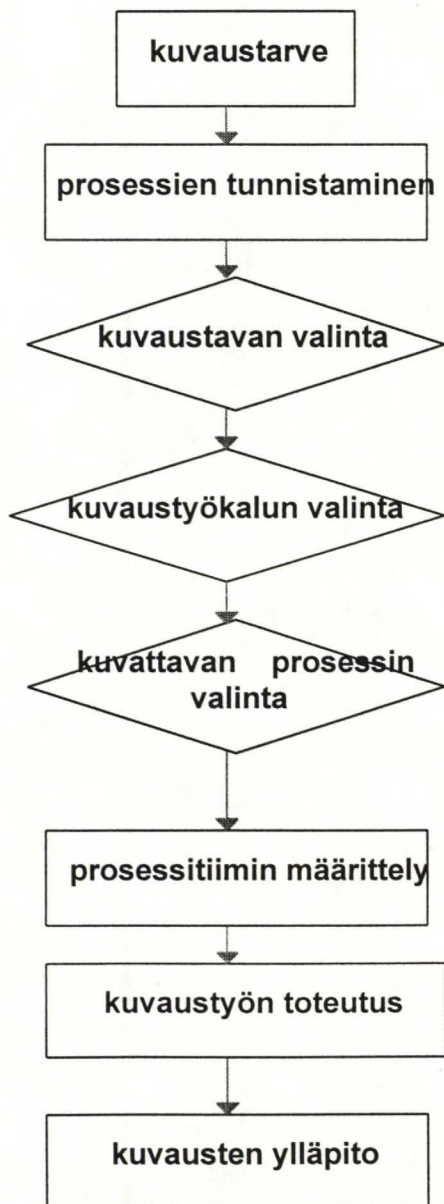 kuvaustarve
prosessien tunnistaminen
kuvaustavan valinta
kuvaustyökalun valinta
kuvattavan prosessin
valinta
prosessitiimin määrittely
kuvaustyön toteutus
kuvausten ylläpito